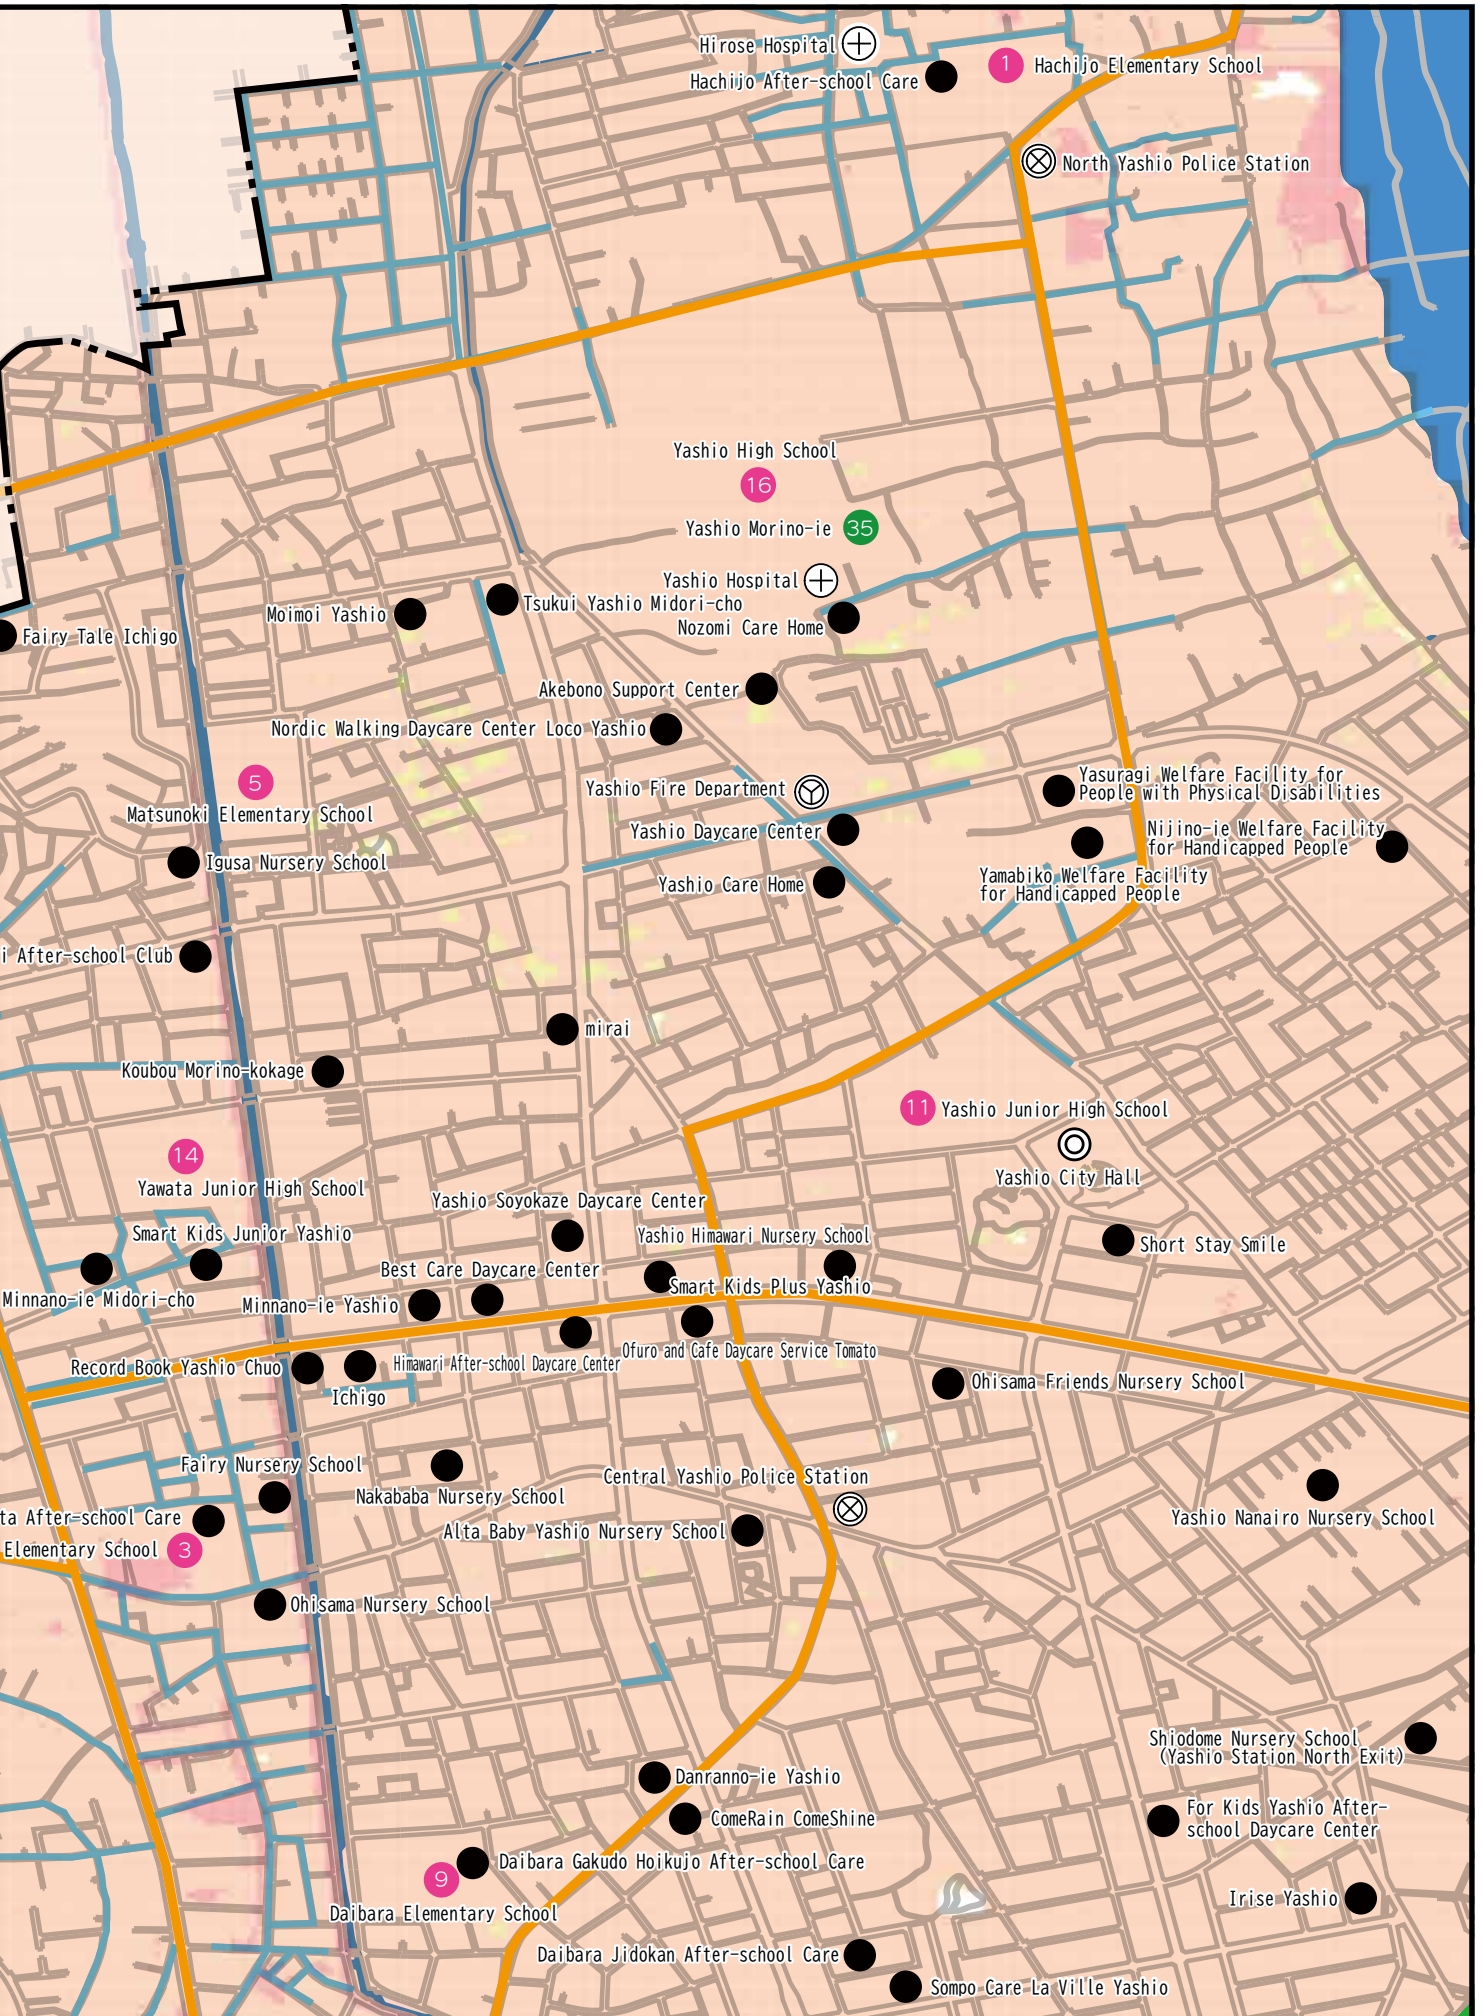 Hirose Hospital
Hachijo After-school Care
1
Hachijo Elementary School
North Yashio Police Station
Yashio High School
16
Yashio Morino-ie
35
Yashio Hospital
Tsukui Yashio Midori-cho
Moimoi Yashio
Nozomi Care Home
Fairy Tale Ichigo
Akebono Support Center
Nordic Walking Daycare Center Loco Yashio
5
Matsunoki Elementary School
Yashio Fire Department
Yasuragi Welfare Facility for
People with Physical Disabilities
Yashio Daycare Center
Nijino-ie Welfare Facility
for Handicapped People
Igusa Nursery School
Yashio Care Home
Yamabiko Welfare Facility
for Handicapped People
i After-school Club
mirai
Koubou Morino-kokage
11
Yashio Junior High School
14
Yawata Junior High School
Yashio City Hall
Yashio Soyokaze Daycare Center
Smart Kids Junior Yashio
Yashio Himawari Nursery School
Short Stay Smile
Best Care Daycare Center
Smart Kids Plus Yashio
Minnano-ie Midori-cho
Minnano-ie Yashio
Ofuro and Cafe Daycare Service Tomato
Record Book Yashio Chuo
Himawari After-school Daycare Center
Ichigo
Ohisama Friends Nursery School
Fairy Nursery School
Central Yashio Police Station
Nakababa Nursery School
ta After-school Care
Alta Baby Yashio Nursery School
Yashio Nanairo Nursery School
Elementary School
3
Ohisama Nursery School
Shiodome Nursery School
(Yashio Station North Exit)
Danranno-ie Yashio
ComeRain ComeShine
For Kids Yashio After-
school Daycare Center
Daibara Gakudo Hoikujo After-school Care
9
Daibara Elementary School
Irise Yashio
Daibara Jidokan After-school Care
Sompo Care La Ville Yashio